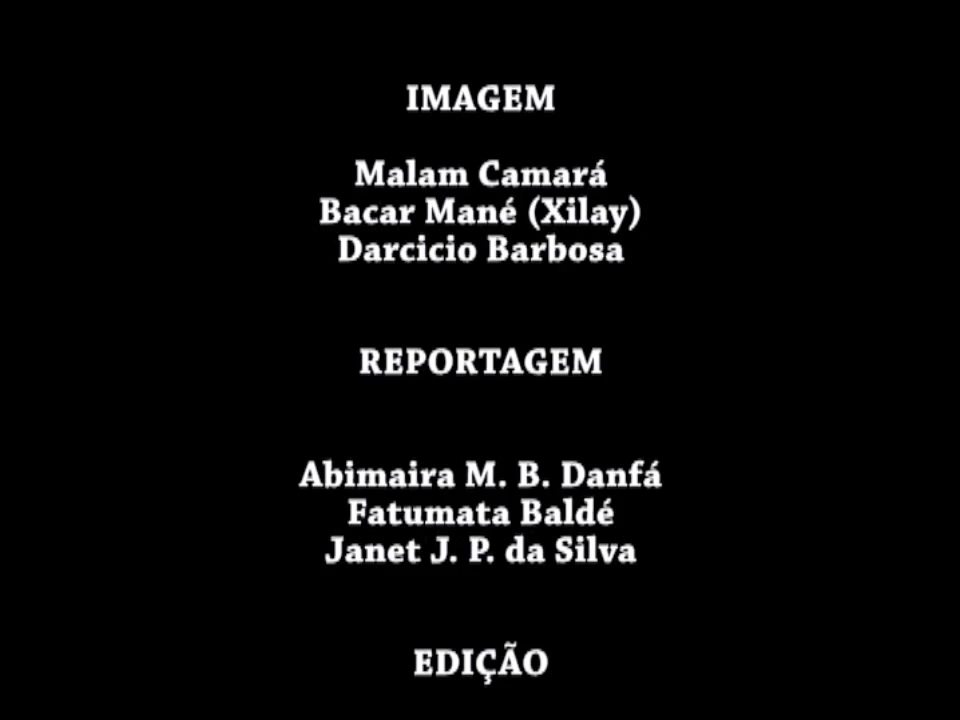 IMAGEM
Malam Camará
Bacar Mané (Xilay)
Darcicio Barbosa
REPORTAGEM
Abimaira M. B. Danfá
Fatumata Baldé
Janet J. P. da Silva
EDIÇÃO